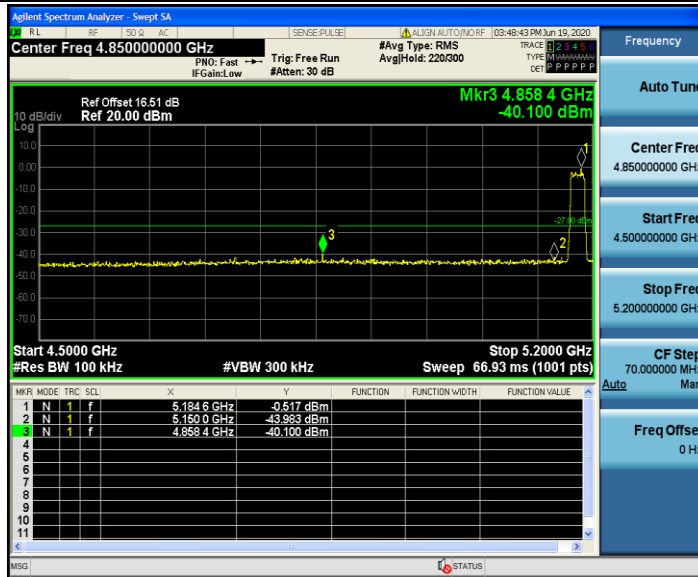 Agilent Spectrum Analyzer - Swept SA
RL RF 50 Ω AC SENSE:PULSE ALIGN AUTO/NO RF 03:48:43 PM Jun 19, 2020
Center Freq 4.850000000 GHz
PNO: Fast
IFGain:Low
Trig: Free Run
#Atten: 30 dB
#Avg Type: RMS
Avg|Hold: 220/300
TRACE 1 2 3 4 5 6
TYPE M WWWWW
DET P P P P P P
Ref Offset 16.51 dB
Ref 20.00 dBm
10 dB/div
Log
Mkr3 4.858 4 GHz
-40.100 dBm
10.0
0.00
-10.0
-20.0
-30.0
-40.0
-50.0
-60.0
-70.0
1
-27.00 dBm
2
3
Start 4.5000 GHz Stop 5.2000 GHz
#Res BW 100 kHz #VBW 300 kHz Sweep 66.93 ms (1001 pts)
MKR MODE TRC SCL X Y FUNCTION FUNCTION WIDTH FUNCTION VALUE
1 N 1 f 5.184 6 GHz -0.517 dBm
2 N 1 f 5.150 0 GHz -43.983 dBm
3 N 1 f 4.858 4 GHz -40.100 dBm
4
5
6
7
8
9
10
11
MSG STATUS
Frequency
Auto Tune
Center Freq
4.850000000 GHz
Start Freq
4.500000000 GHz
Stop Freq
5.200000000 GHz
CF Step
70.000000 MHz
Auto Man
Freq Offset
0 Hz